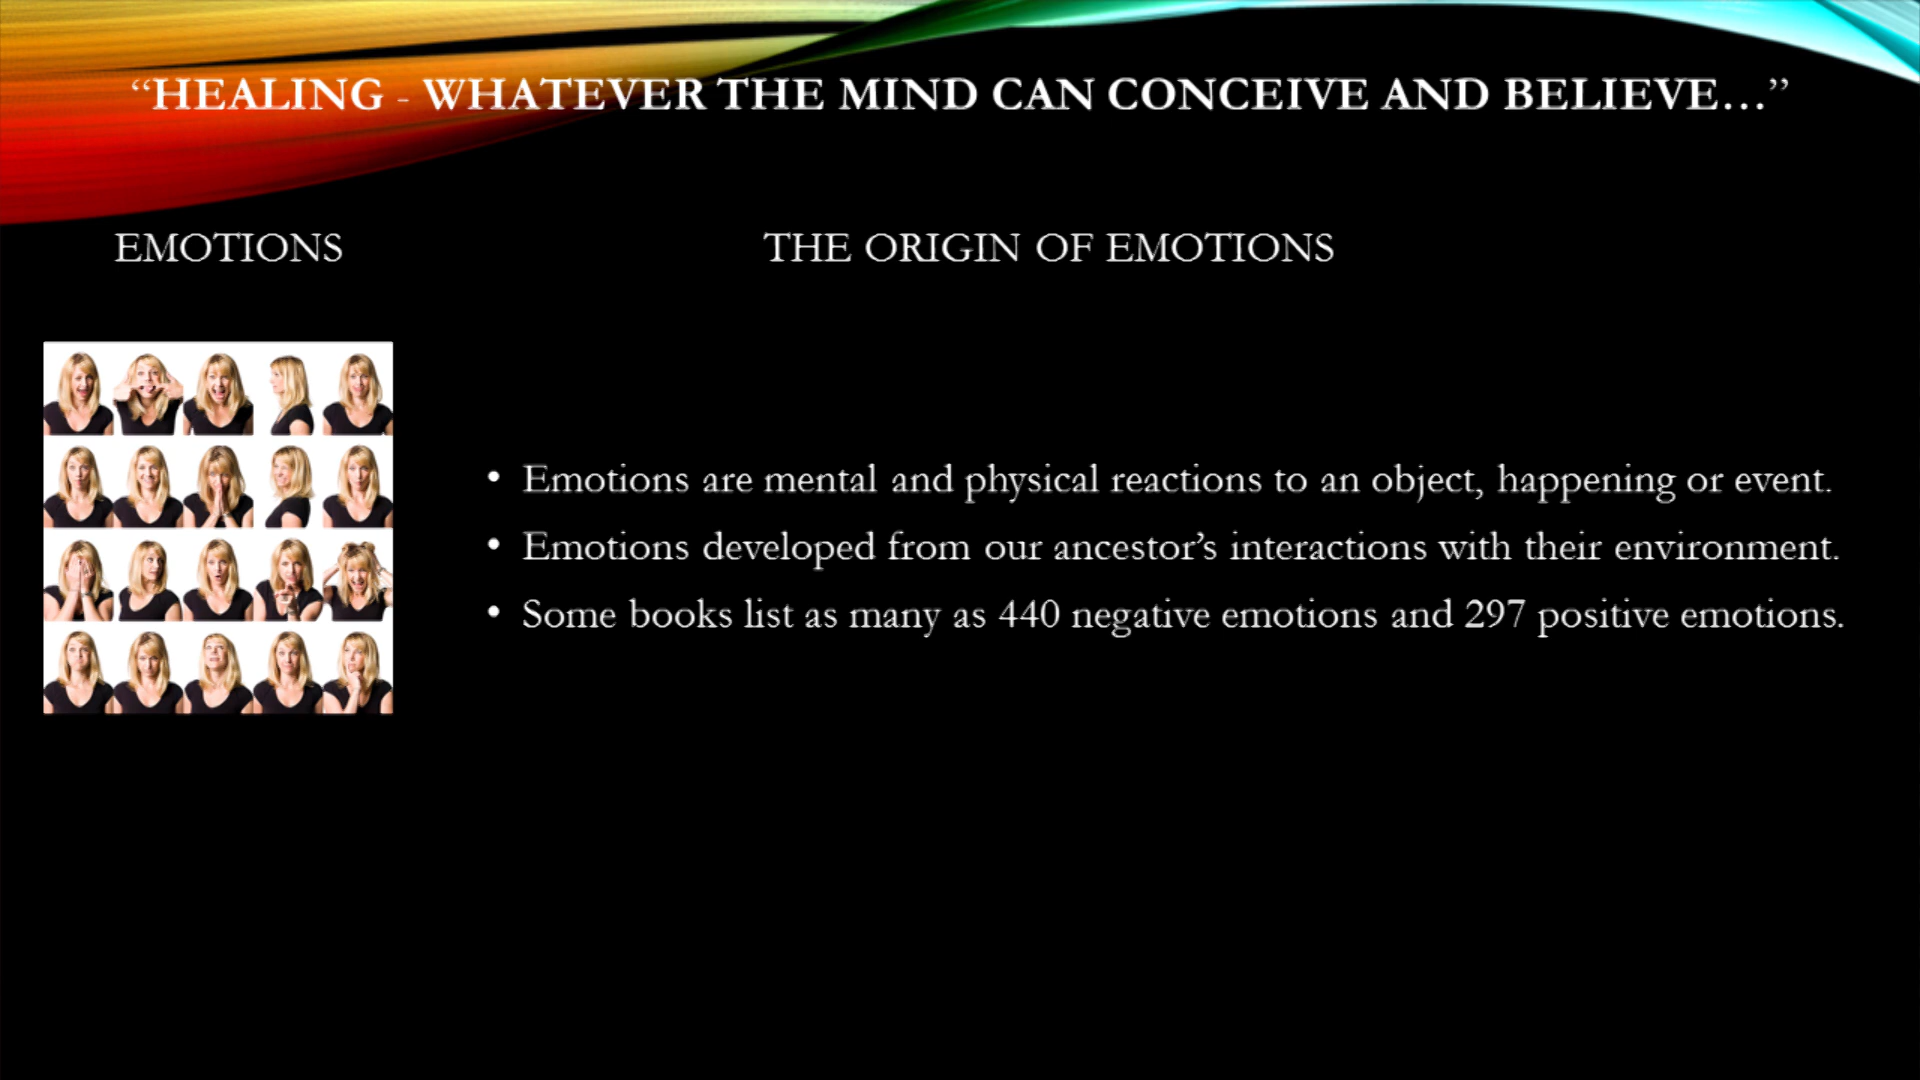 “HEALING - WHATEVER THE MIND CAN CONCEIVE AND BELIEVE…”
EMOTIONS
THE ORIGIN OF EMOTIONS
• Emotions are mental and physical reactions to an object, happening or event.
• Emotions developed from our ancestor’s interactions with their environment.
• Some books list as many as 440 negative emotions and 297 positive emotions.